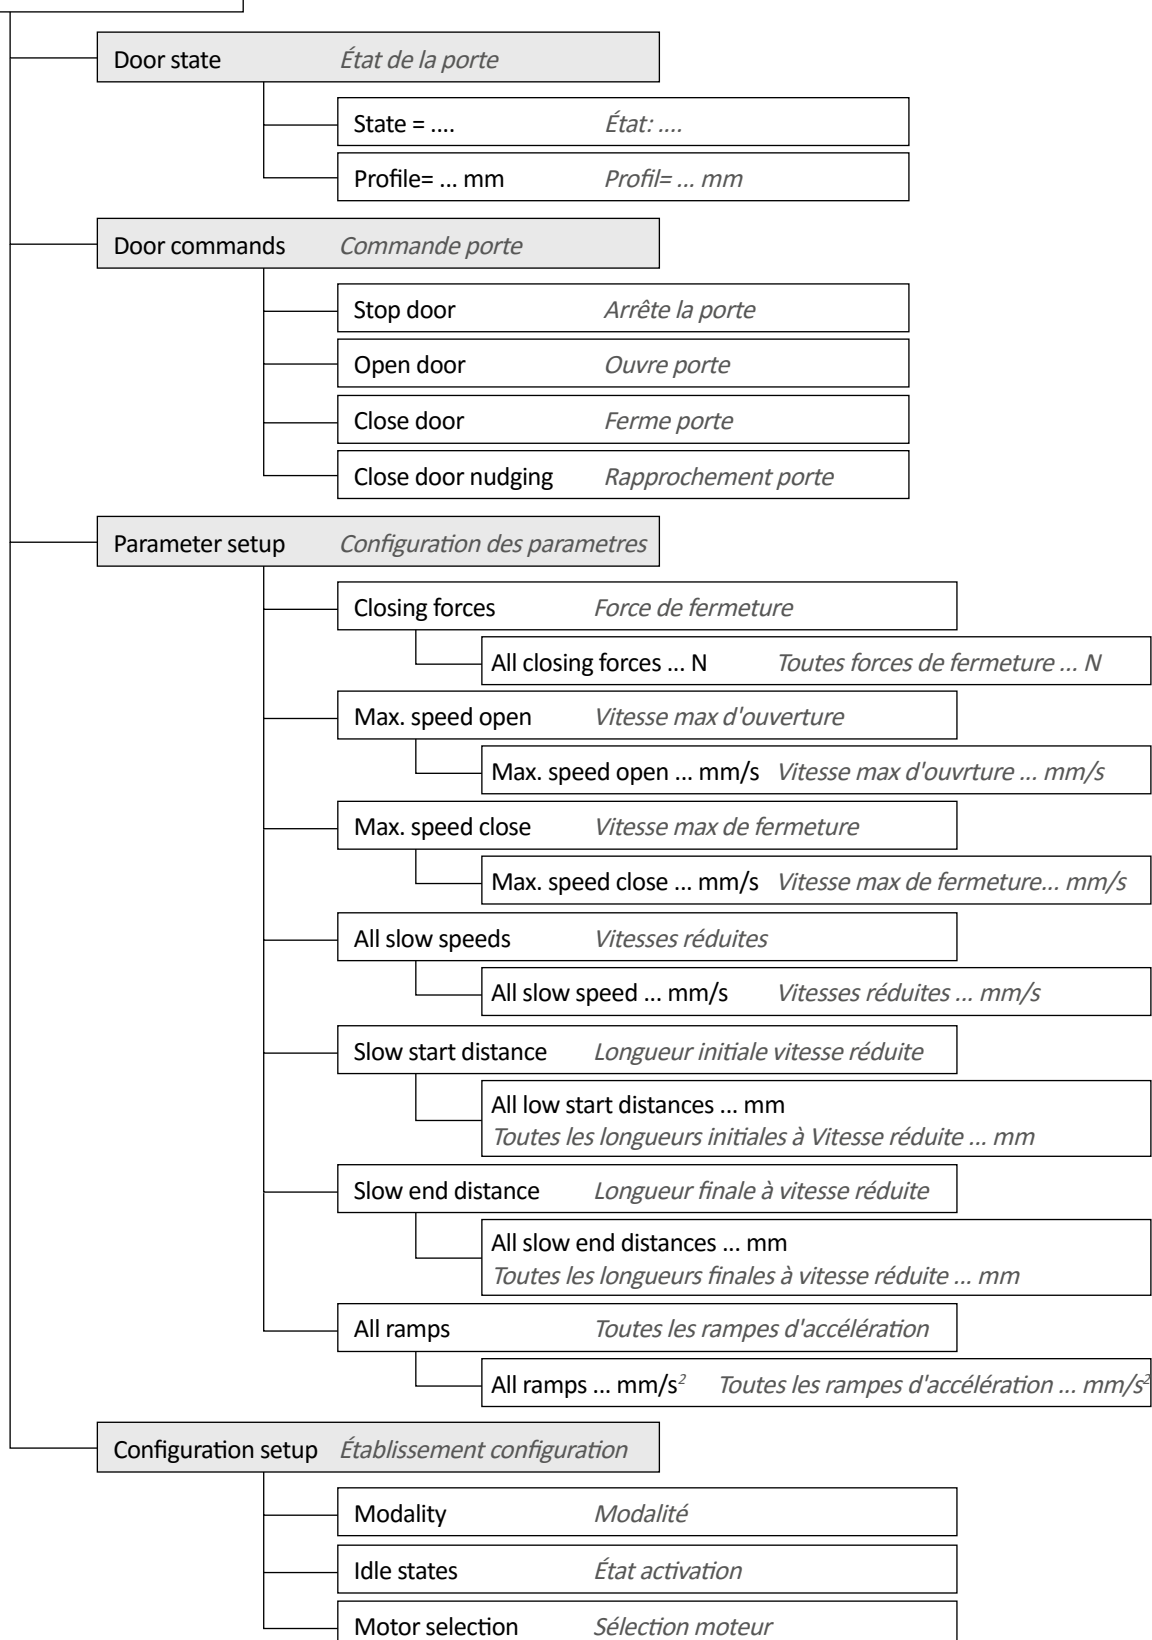 Door state État de la porte
State = .... État: ....
Profile= ... mm Profil= ... mm
Door commands Commande porte
Stop door Arrête la porte
Open door Ouvre porte
Close door Ferme porte
Close door nudging Rapprochement porte
Parameter setup Configuration des parametres
Closing forces Force de fermeture
All closing forces ... N Toutes forces de fermeture ... N
Max. speed open Vitesse max d'ouverture
Max. speed open ... mm/s Vitesse max d'ouvrture ... mm/s
Max. speed close Vitesse max de fermeture
Max. speed close ... mm/s Vitesse max de fermeture... mm/s
All slow speeds Vitesses réduites
All slow speed ... mm/s Vitesses réduites ... mm/s
Slow start distance Longueur initiale vitesse réduite
All low start distances ... mm
Toutes les longueurs initiales à Vitesse réduite ... mm
Slow end distance Longueur finale à vitesse réduite
All slow end distances ... mm
Toutes les longueurs finales à vitesse réduite ... mm
All ramps Toutes les rampes d'accélération
All ramps ... mm/s² Toutes les rampes d'accélération ... mm/s²
Configuration setup Établissement configuration
Modality Modalité
Idle states État activation
Motor selection Sélection moteur